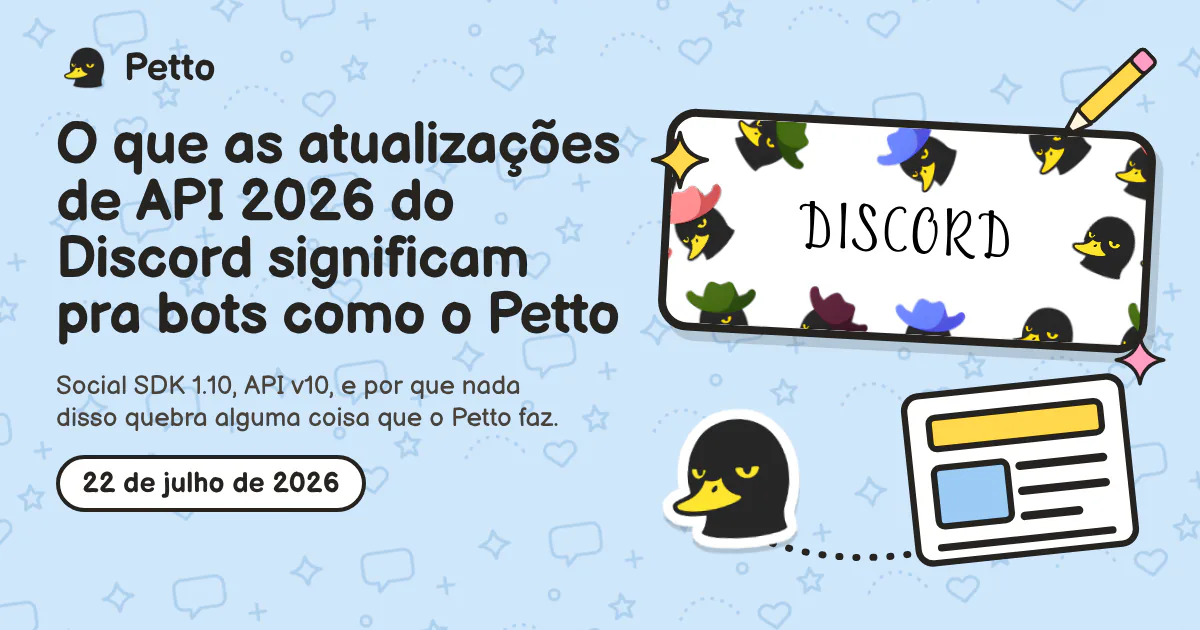 Petto
O que as atualizações
de API 2026 do
Discord significam
pra bots como o Petto
Social SDK 1.10, API v10, e por que nada
disso quebra alguma coisa que o Petto faz.
22 de julho de 2026
DISCORD